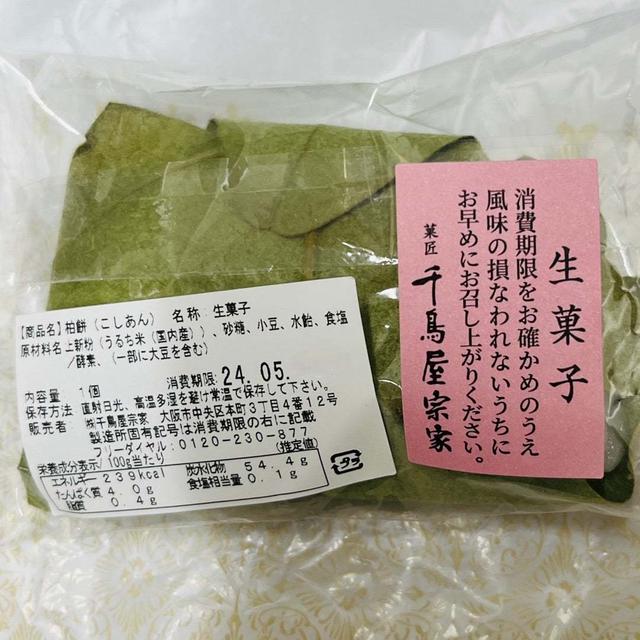 【商品名】柏餅(こしあん) 名称:生菓子
原材料名 上新粉(うるち米(国内産))、砂糖、小豆、水飴、食塩
/酵素、(一部に大豆を含む)
内容量 1個 消費期限:24.05.
保存方法 直射日光、高温多湿を避け常温で保存して下さい。
販売者 ㈱千鳥屋宗家 大阪市中央区本町3丁目4番12号
製造所固有記号は消費期限の右に記載
フリーダイヤル:0120-230-877
栄養成分表示/100g当たり (推定値)
エネルギー 239kcal 炭水化物 54.4g
たんぱく質 4.0g 食塩相当量 0.1g
脂質 0.4g
プラ
生菓子
消費期限をお確かめのうえ
風味の損なわれないうちに
お早めにお召し上がりください。
菓匠 千鳥屋宗家